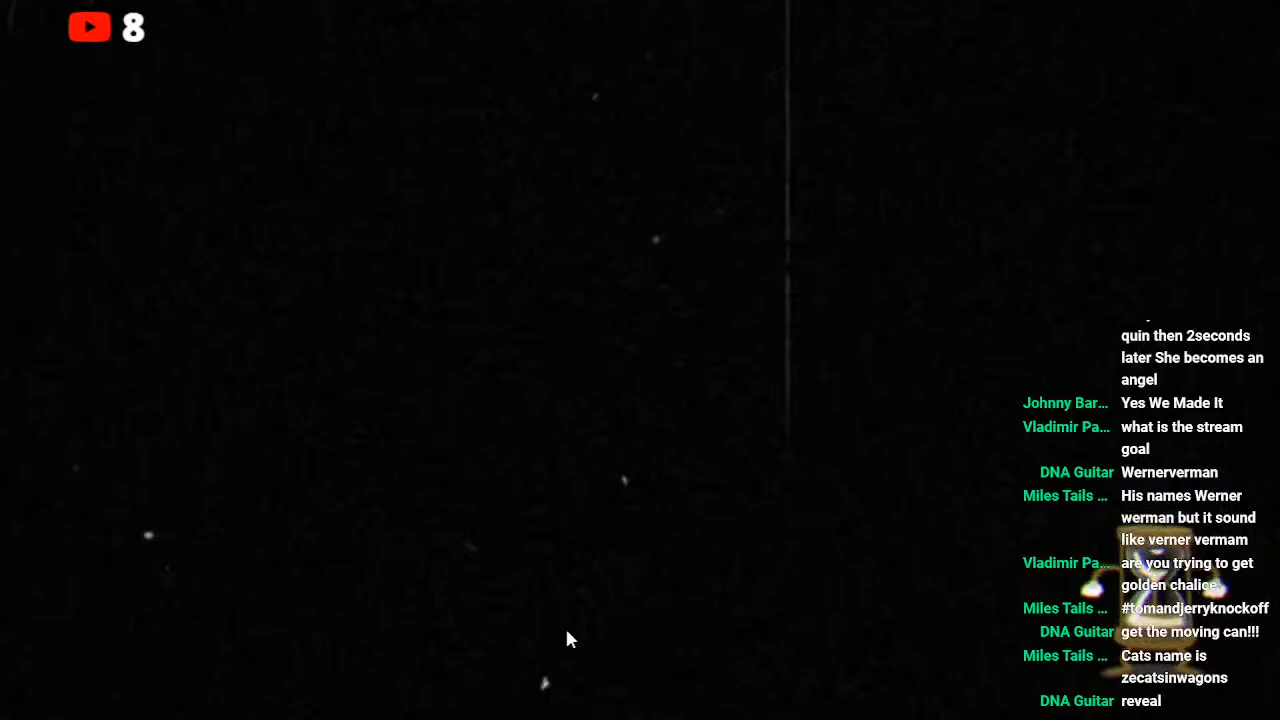 8
quin then 2seconds
later She becomes an
angel
Johnny Bar... Yes We Made It
Vladimir Pa... what is the stream
goal
DNA Guitar Wernerverman
Miles Tails ... His names Werner
werman but it sound
like verner vermam
Vladimir Pa... are you trying to get
golden chalice
Miles Tails ... #tomandjerryknockoff
DNA Guitar get the moving can!!!
Miles Tails ... Cats name is
zecatsinwagons
DNA Guitar reveal